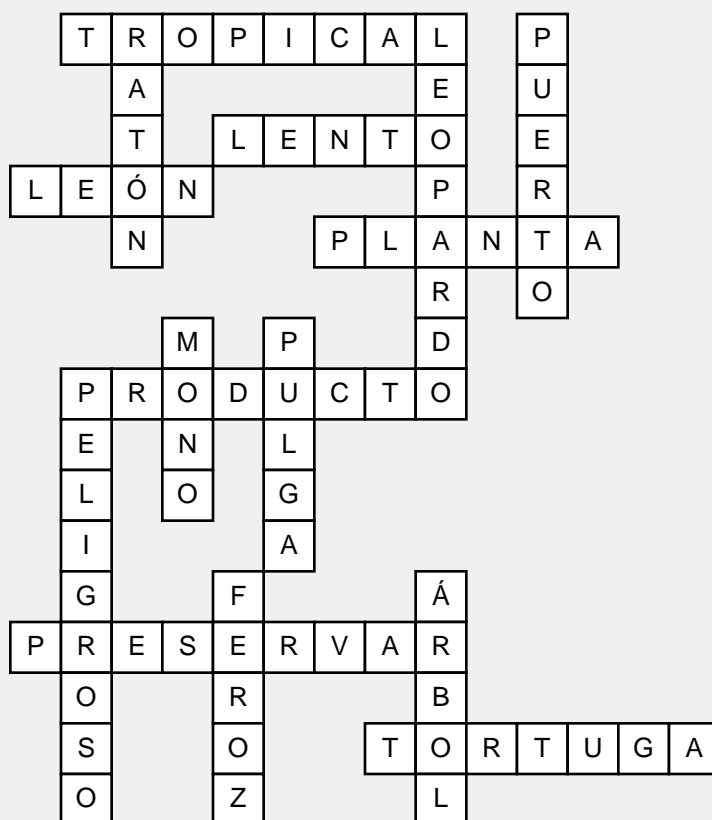 T R O P I C A L P
A E U
T L E N T O E
L E Ó N P R
N P L A N T A
R O
M P D
P R O D U C T O
E N L
L O G
I A
G F Á
P R E S E R V A R
O R B
S O T O R T U G A
O Z L